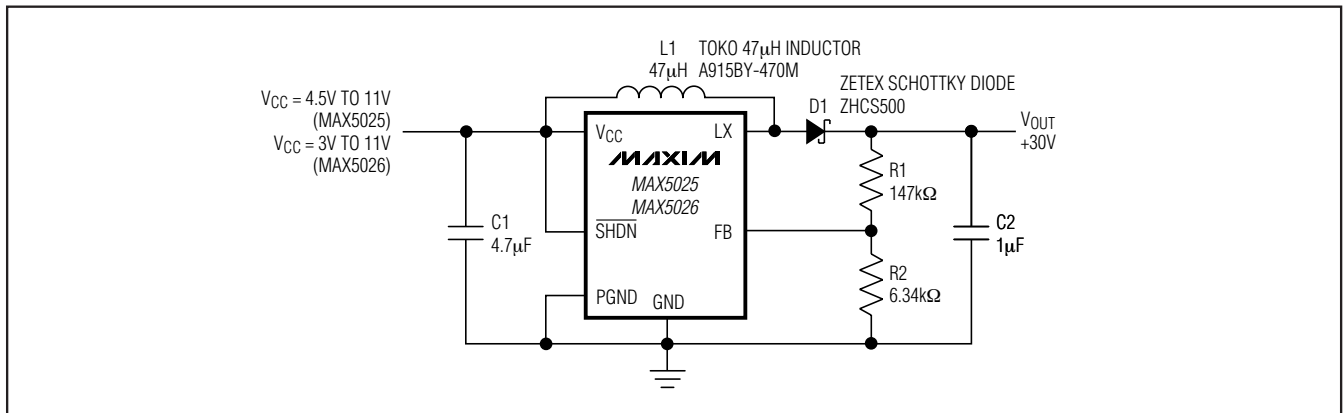 L1 TOKO 47µH INDUCTOR
47µH A915BY-470M
ZETEX SCHOTTKY DIODE
D1 ZHCS500
VCC = 4.5V TO 11V
(MAX5025)
VCC = 3V TO 11V
(MAX5026)
VCC
LX
VOUT
+30V
MAXIM
MAX5025
MAX5026
R1
147kΩ
C1
4.7µF
SHDN
FB
C2
1µF
R2
6.34kΩ
PGND
GND